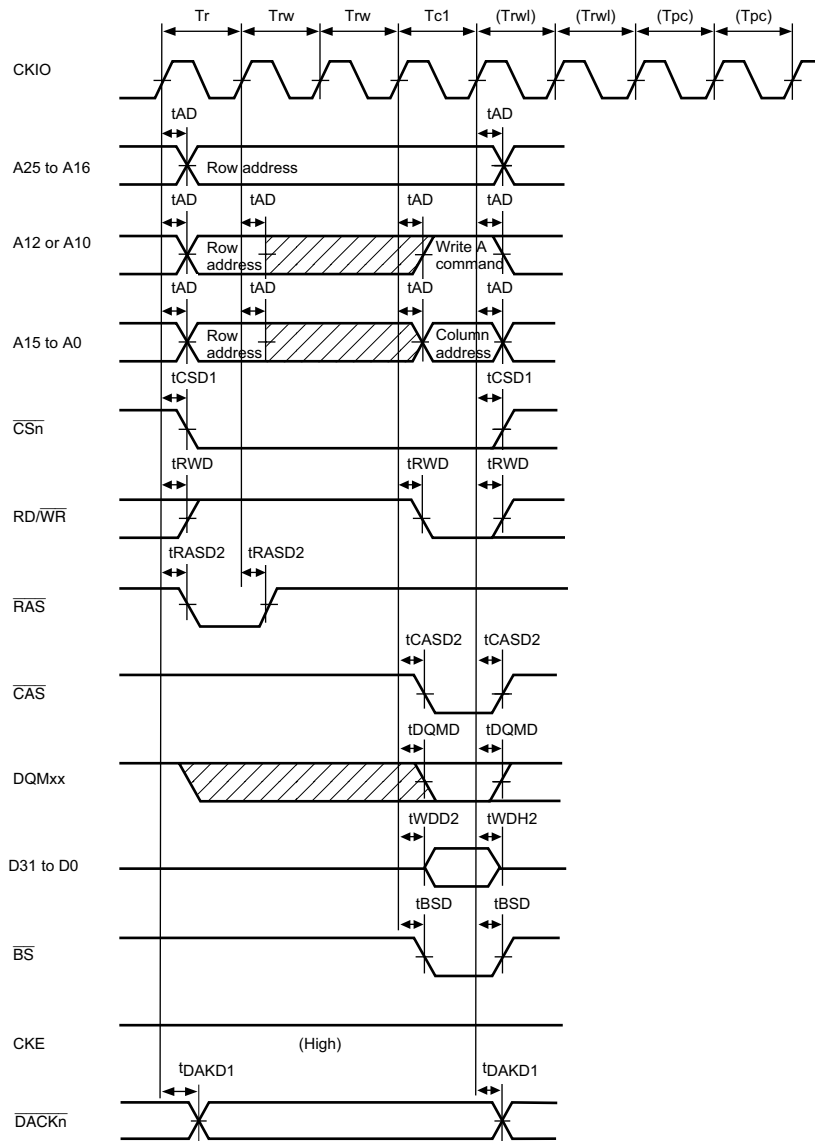 Tr Trw Trw Tc1 (Trwl) (Trwl) (Tpc) (Tpc)
CKIO
tAD tAD
A25 to A16 Row address
tAD tAD tAD tAD
A12 or A10 Row address Write A command
tAD tAD tAD tAD
A15 to A0 Row address Column address
tCSD1 tCSD1
CSn
tRWD tRWD tRWD
RD/WR
tRASD2 tRASD2
RAS
tCASD2 tCASD2
CAS
tDQMD tDQMD
DQMxx
tWDD2 tWDH2
D31 to D0
tBSD tBSD
BS
CKE (High)
tDAKD1 tDAKD1
DACKn